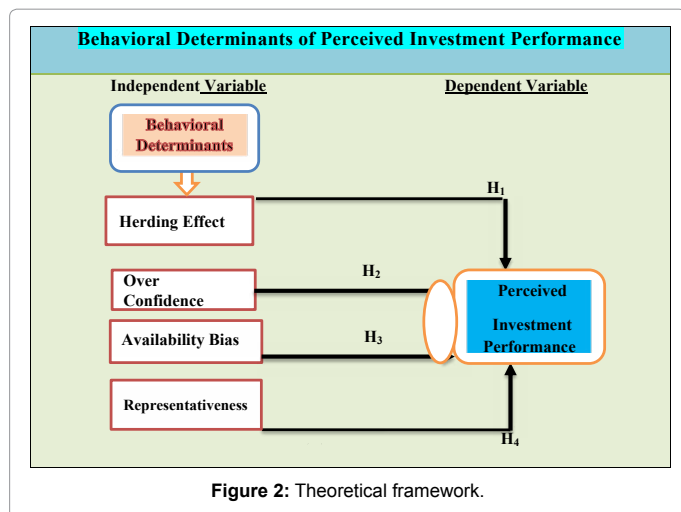 Behavioral Determinants of Perceived Investment Performance
Independent Variable
Dependent Variable
Behavioral
Determinants
H1
Herding Effect
H2
Over
Confidence
Perceived
Investment
Performance
Availability Bias
H3
Representativeness
H4
Figure 2: Theoretical framework.